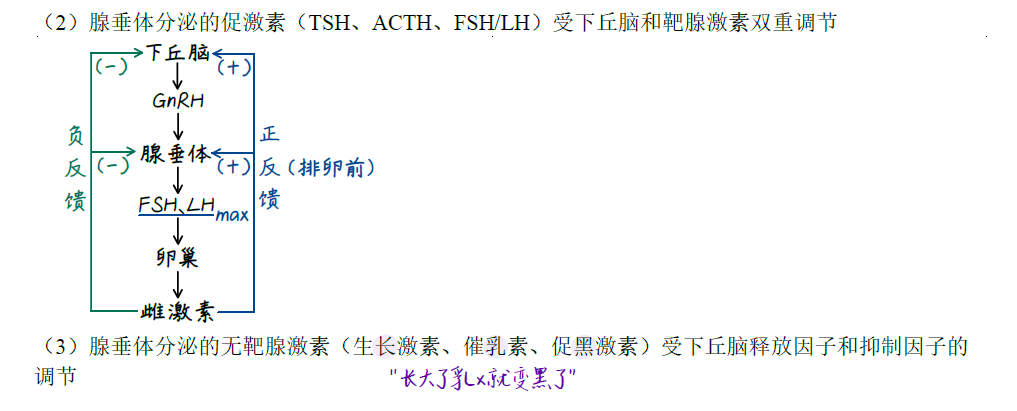 （2）腺垂体分泌的促激素（TSH、ACTH、FSH/LH）受下丘脑和靶腺激素双重调节
下丘脑
(-) (+)
GnRH
负反馈
腺垂体
(-) (+)
正反馈(排卵前)
FSH、LH max
卵巢
雌激素
（3）腺垂体分泌的无靶腺激素（生长激素、催乳素、促黑激素）受下丘脑释放因子和抑制因子的
调节
"长大了乳Lx就变黑了"